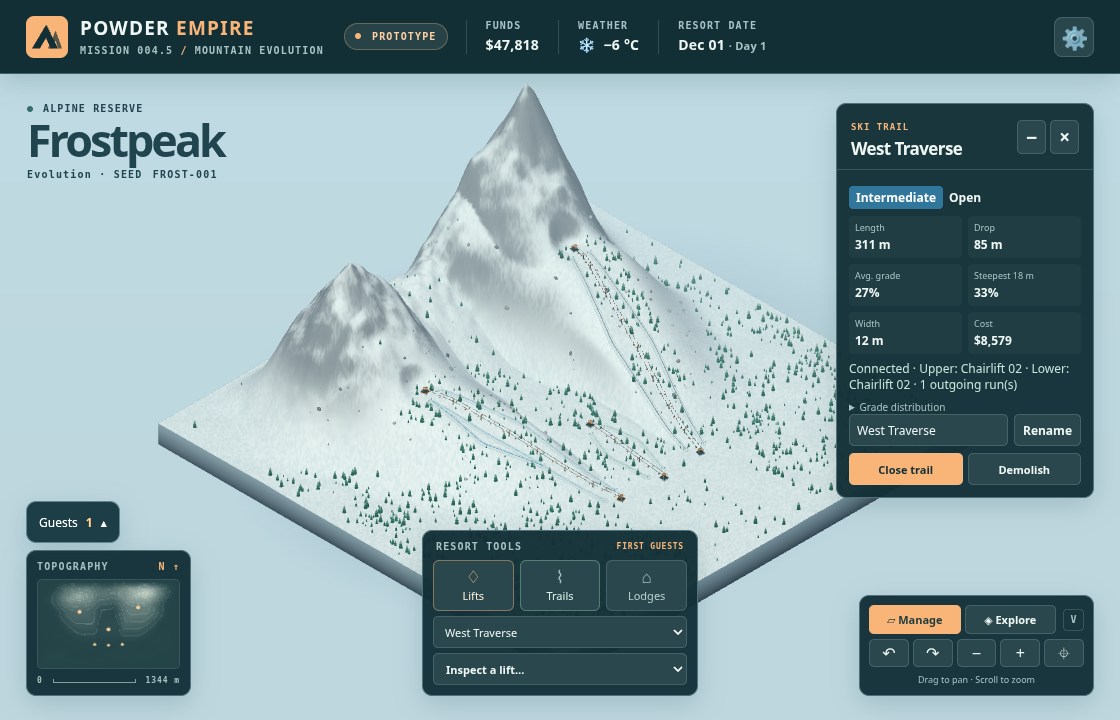 POWDER EMPIRE
MISSION 004.5 / MOUNTAIN EVOLUTION
PROTOTYPE
FUNDS
$47,818
WEATHER
−6 °C
RESORT DATE
Dec 01 · Day 1
ALPINE RESERVE
Frostpeak
Evolution · SEED FROST-001
SKI TRAIL
West Traverse
Intermediate Open
Length
311 m
Drop
85 m
Avg. grade
27%
Steepest 18 m
33%
Width
12 m
Cost
$8,579
Connected · Upper: Chairlift 02 · Lower:
Chairlift 02 · 1 outgoing run(s)
Grade distribution
West Traverse
Rename
Close trail
Demolish
Guests 1
TOPOGRAPHY N ↑
0 1344 m
RESORT TOOLS FIRST GUESTS
Lifts
Trails
Lodges
West Traverse
Inspect a lift...
Manage
Explore
V
Drag to pan · Scroll to zoom